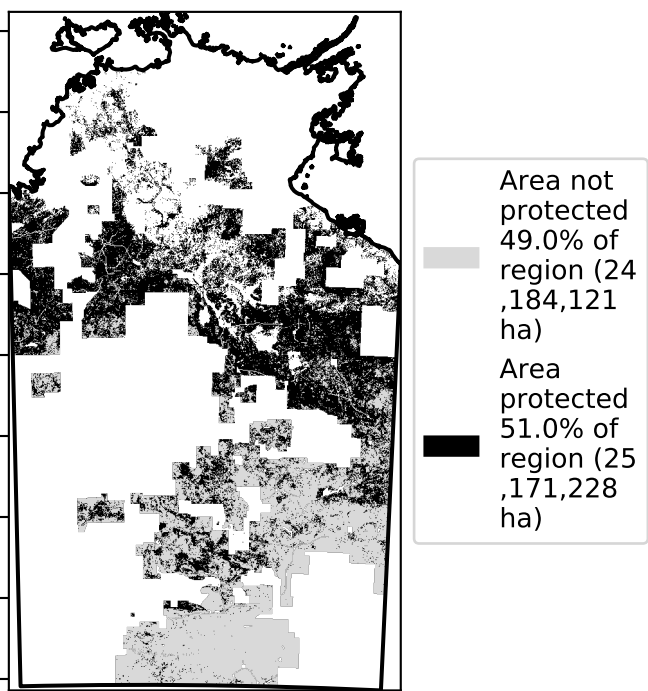 Area not
protected
49.0% of
region (24
,184,121
ha)
Area
protected
51.0% of
region (25
,171,228
ha)